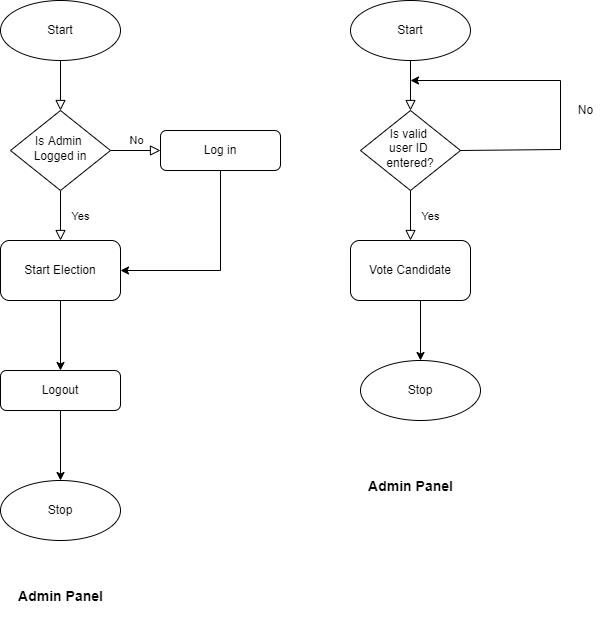 Start
Is Admin
Logged in
No
Log in
Yes
Start Election
Logout
Stop
Admin Panel
Start
Is valid
user ID
entered?
No
Yes
Vote Candidate
Stop
Admin Panel